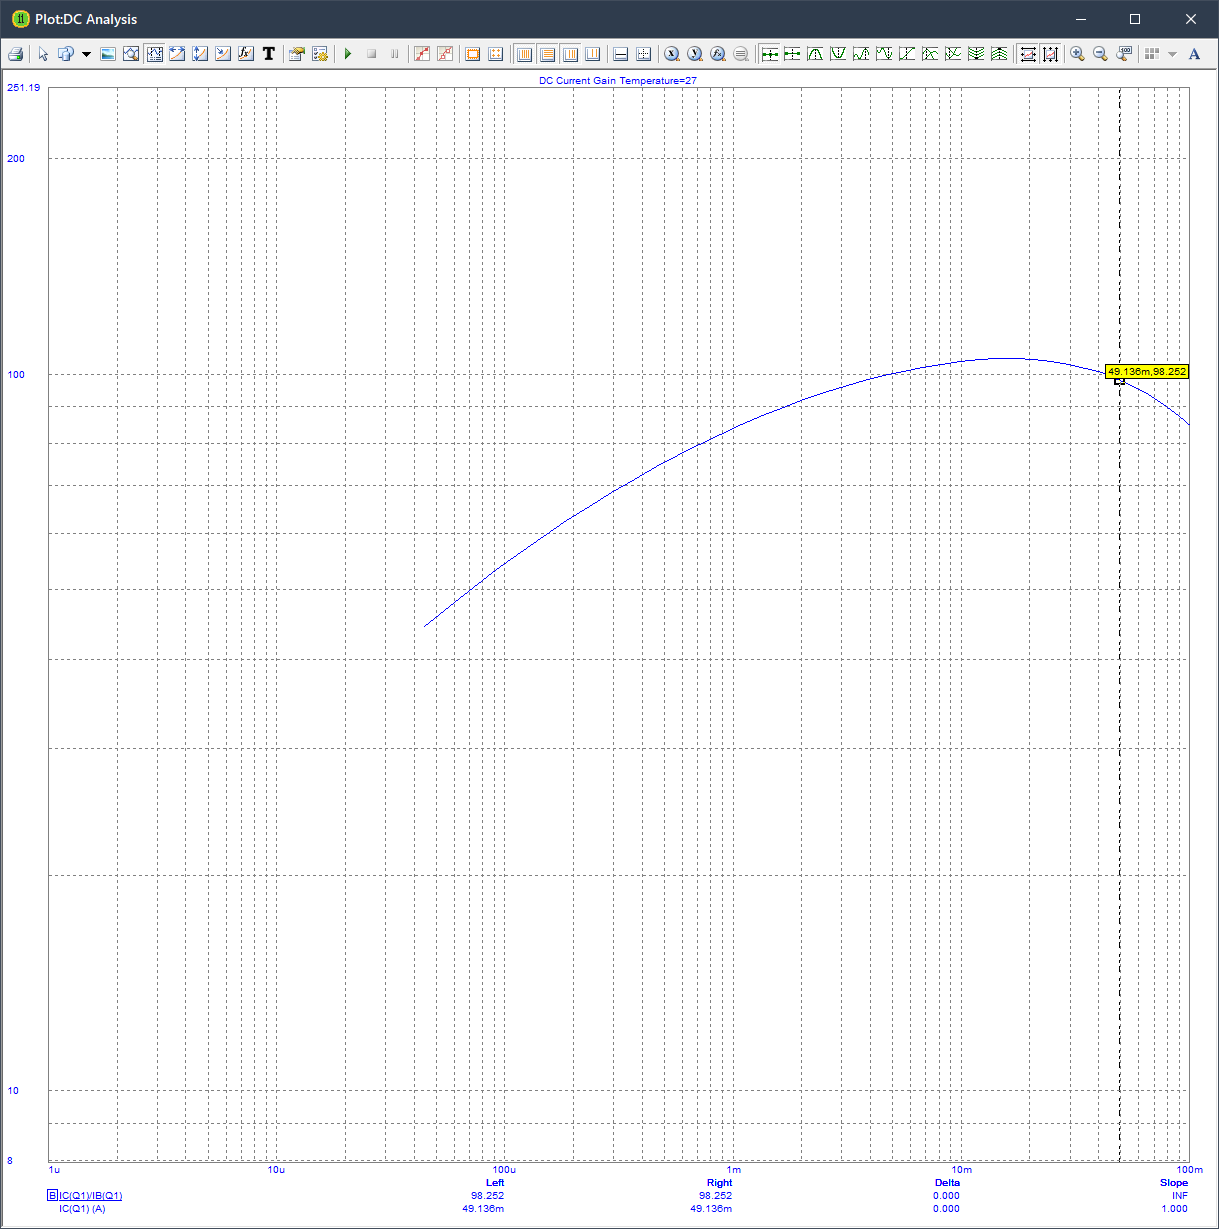 Plot:DC Analysis
DC Current Gain Temperature=27
251.19
200
100
49.136m,98.252
10
8
1u 10u 100u 1m 10m 100m
Left Right Delta Slope
B IC(Q1)/IB(Q1) 98.252 98.252 0.000 INF
IC(Q1) (A) 49.136m 49.136m 0.000 1.000